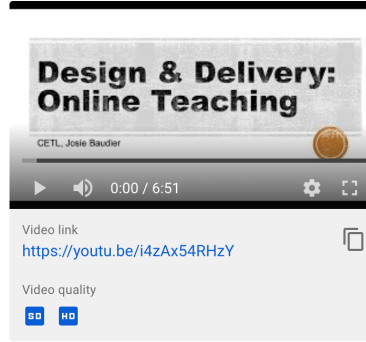 Design & Delivery:
Online Teaching
CETL, Josie Baudier
0:00 / 6:51
Video link
https://youtu.be/i4zAx54RHzY
Video quality
SD HD